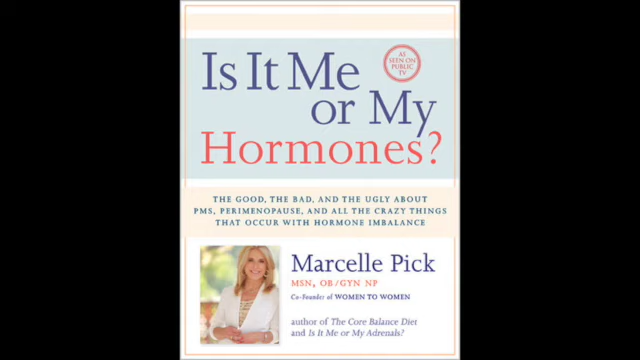 Is It Me
or My
Hormones?
AS
SEEN ON
PUBLIC
TV
THE GOOD, THE BAD, AND THE UGLY ABOUT
PMS, PERIMENOPAUSE, AND ALL THE CRAZY THINGS
THAT OCCUR WITH HORMONE IMBALANCE
Marcelle Pick
MSN, OB/GYN NP
Co-Founder of WOMEN TO WOMEN
author of The Core Balance Diet
and Is It Me or My Adrenals?